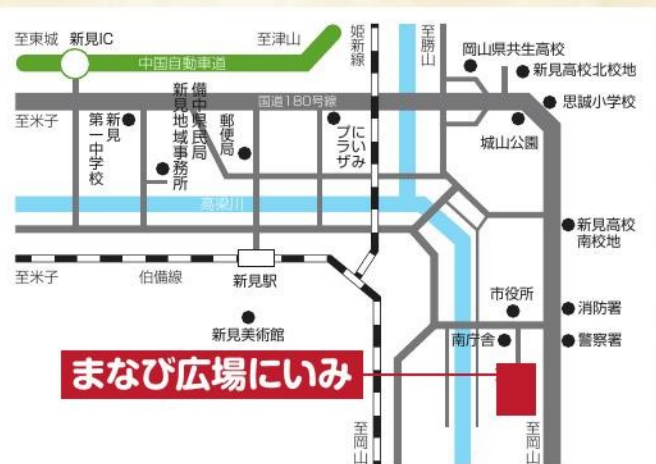 至東城
新見IC
至津山
中国自動車道
姫新線
至勝山
岡山県共生高校
新見高校北校地
思誠小学校
城山公園
国道180号線
至米子
新見
第一中学校
備中県民局
新見地域事務所
郵便局
にいみ
プラザ
高梁川
新見高校
南校地
至米子
伯備線
新見駅
市役所
消防署
新見美術館
南庁舎
警察署
まなび広場にいみ
至岡山
至岡山